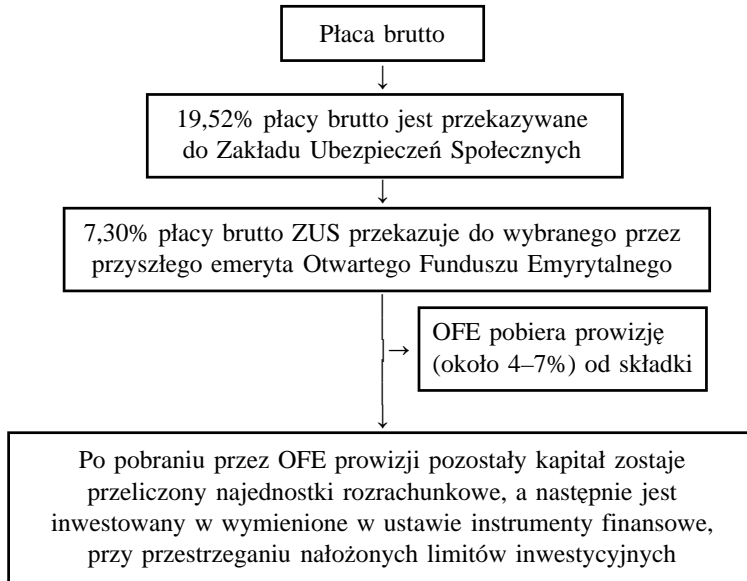 Płaca brutto
↓
19,52% płacy brutto jest przekazywane
do Zakładu Ubezpieczeń Społecznych
↓
7,30% płacy brutto ZUS przekazuje do wybranego przez
przyszłego emeryta Otwartego Funduszu Emyrytalnego
→
OFE pobiera prowizję
(około 4–7%) od składki
↓
Po pobraniu przez OFE prowizji pozostały kapitał zostaje
przeliczony najednostki rozrachunkowe, a następnie jest
inwestowany w wymienione w ustawie instrumenty finansowe,
przy przestrzeganiu nałożonych limitów inwestycyjnych